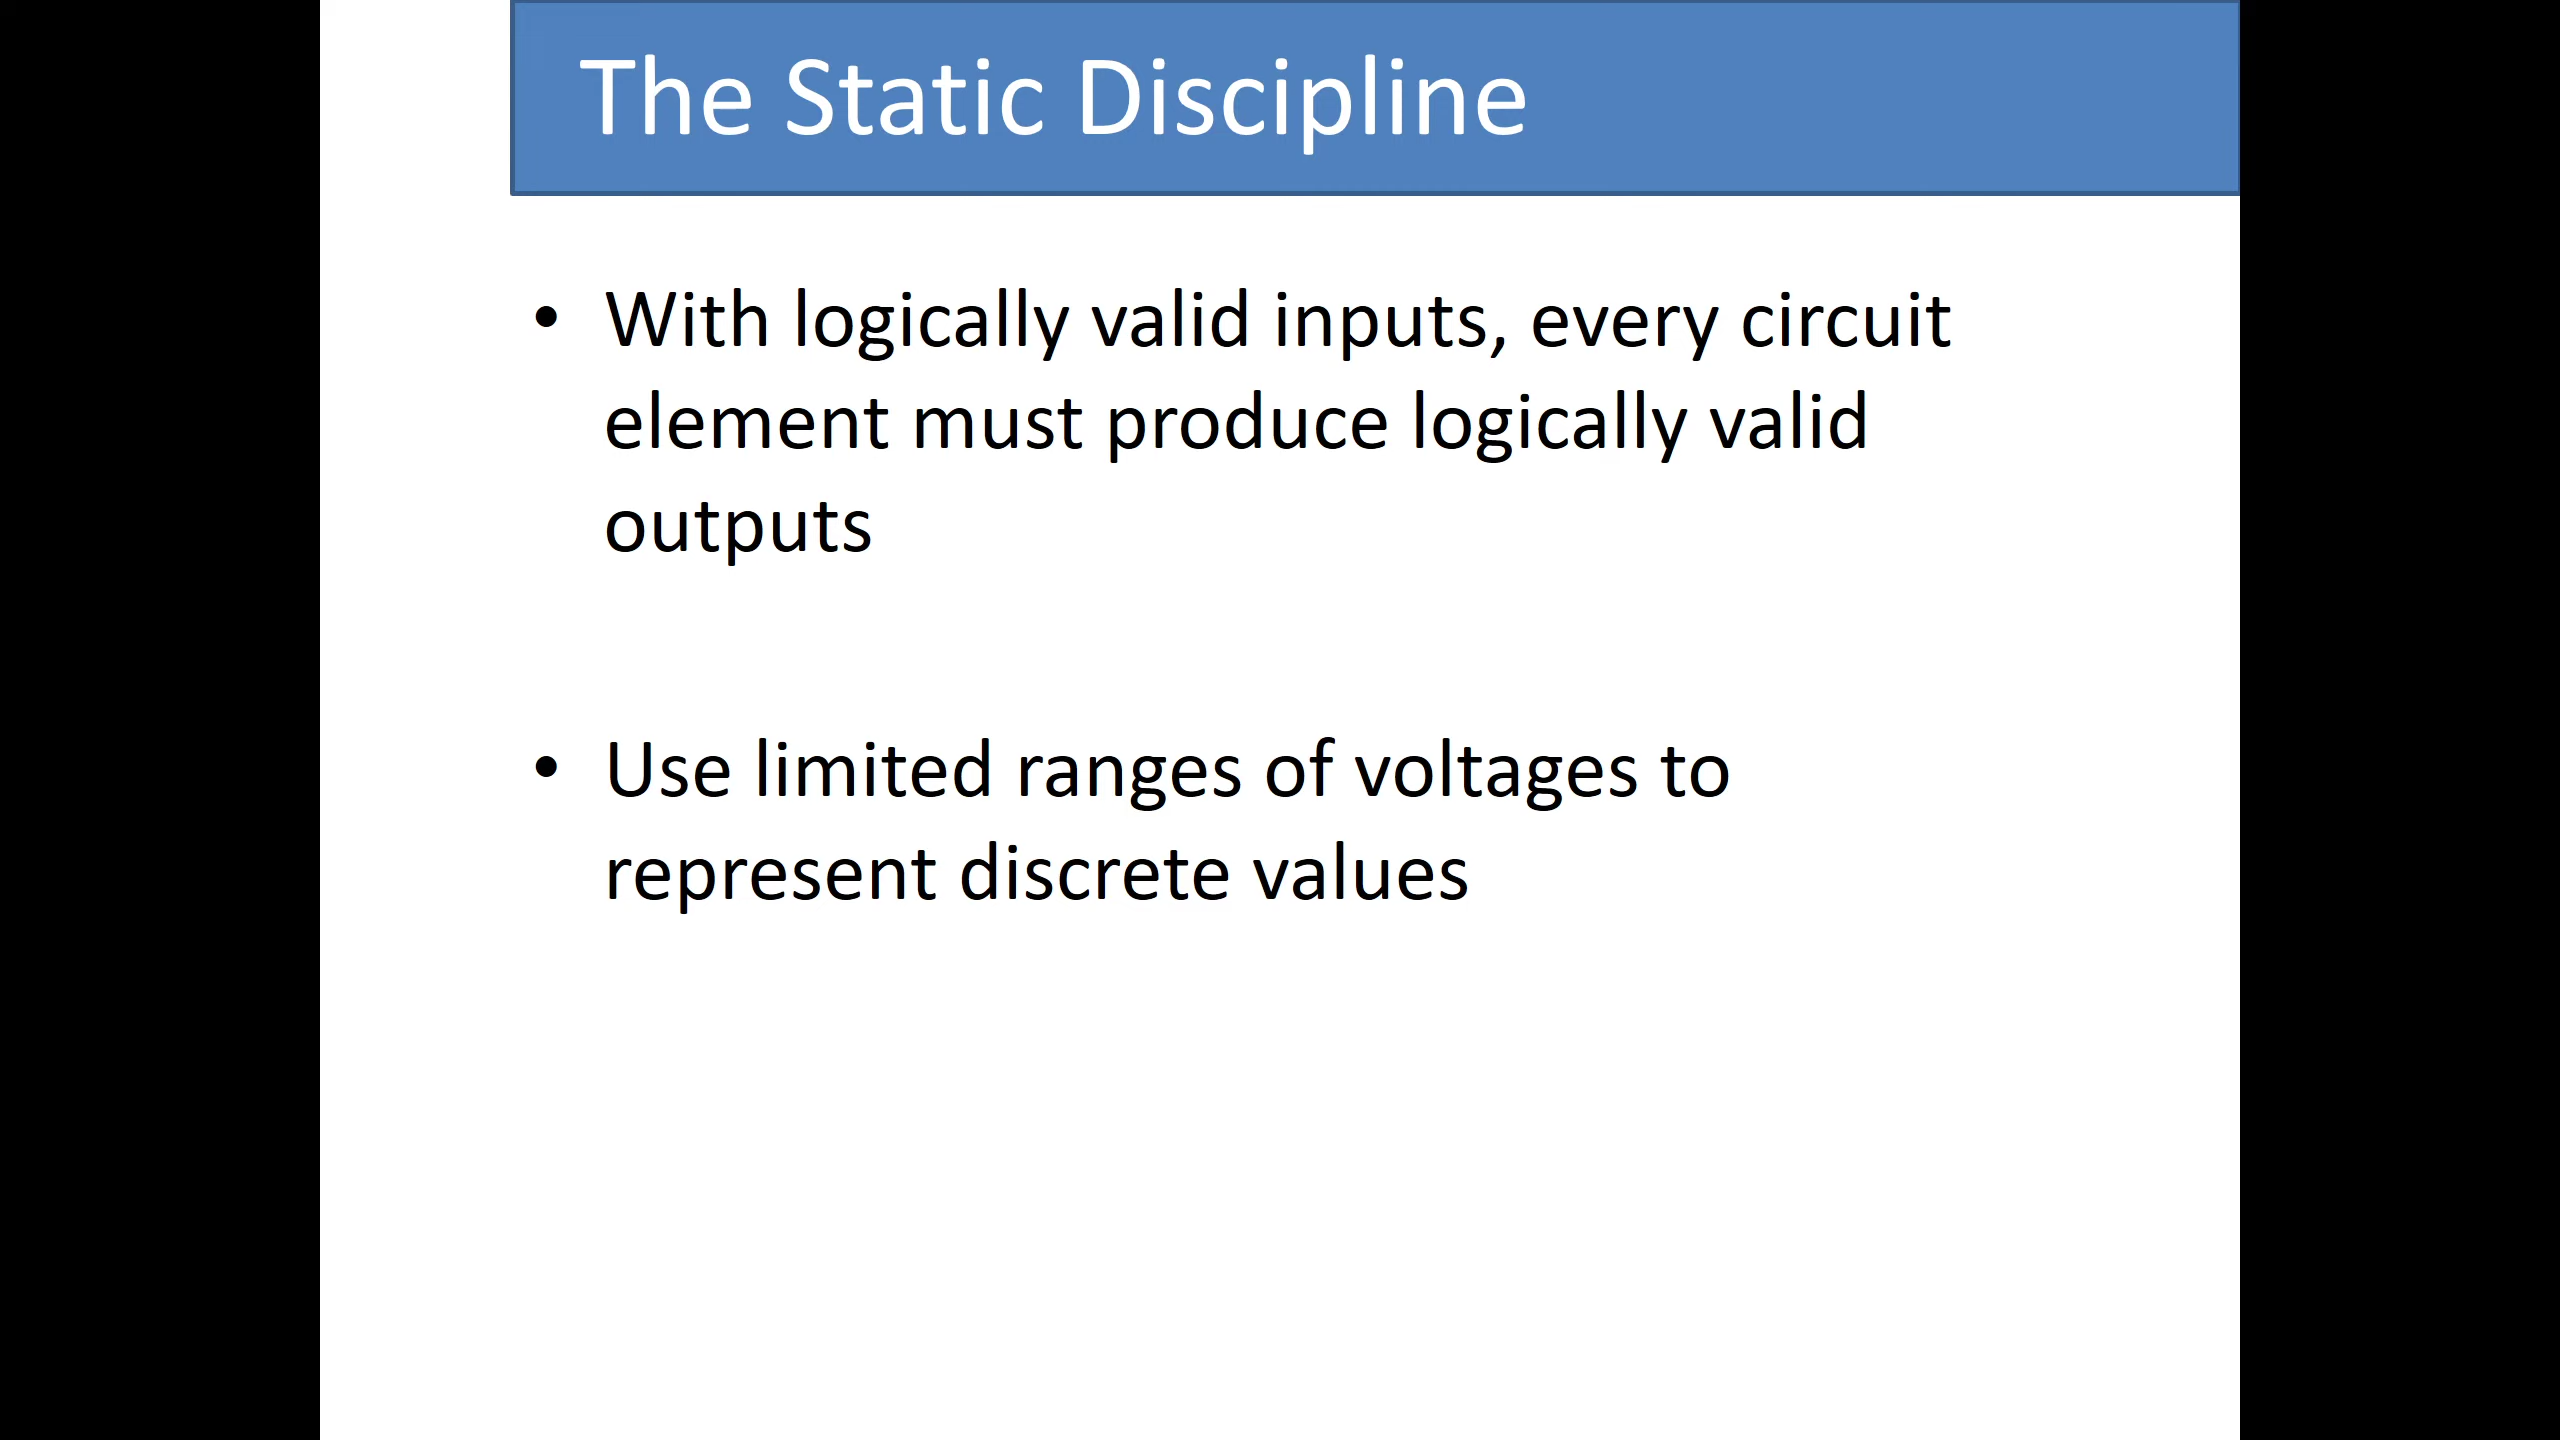 The Static Discipline
• With logically valid inputs, every circuit
element must produce logically valid
outputs
• Use limited ranges of voltages to
represent discrete values